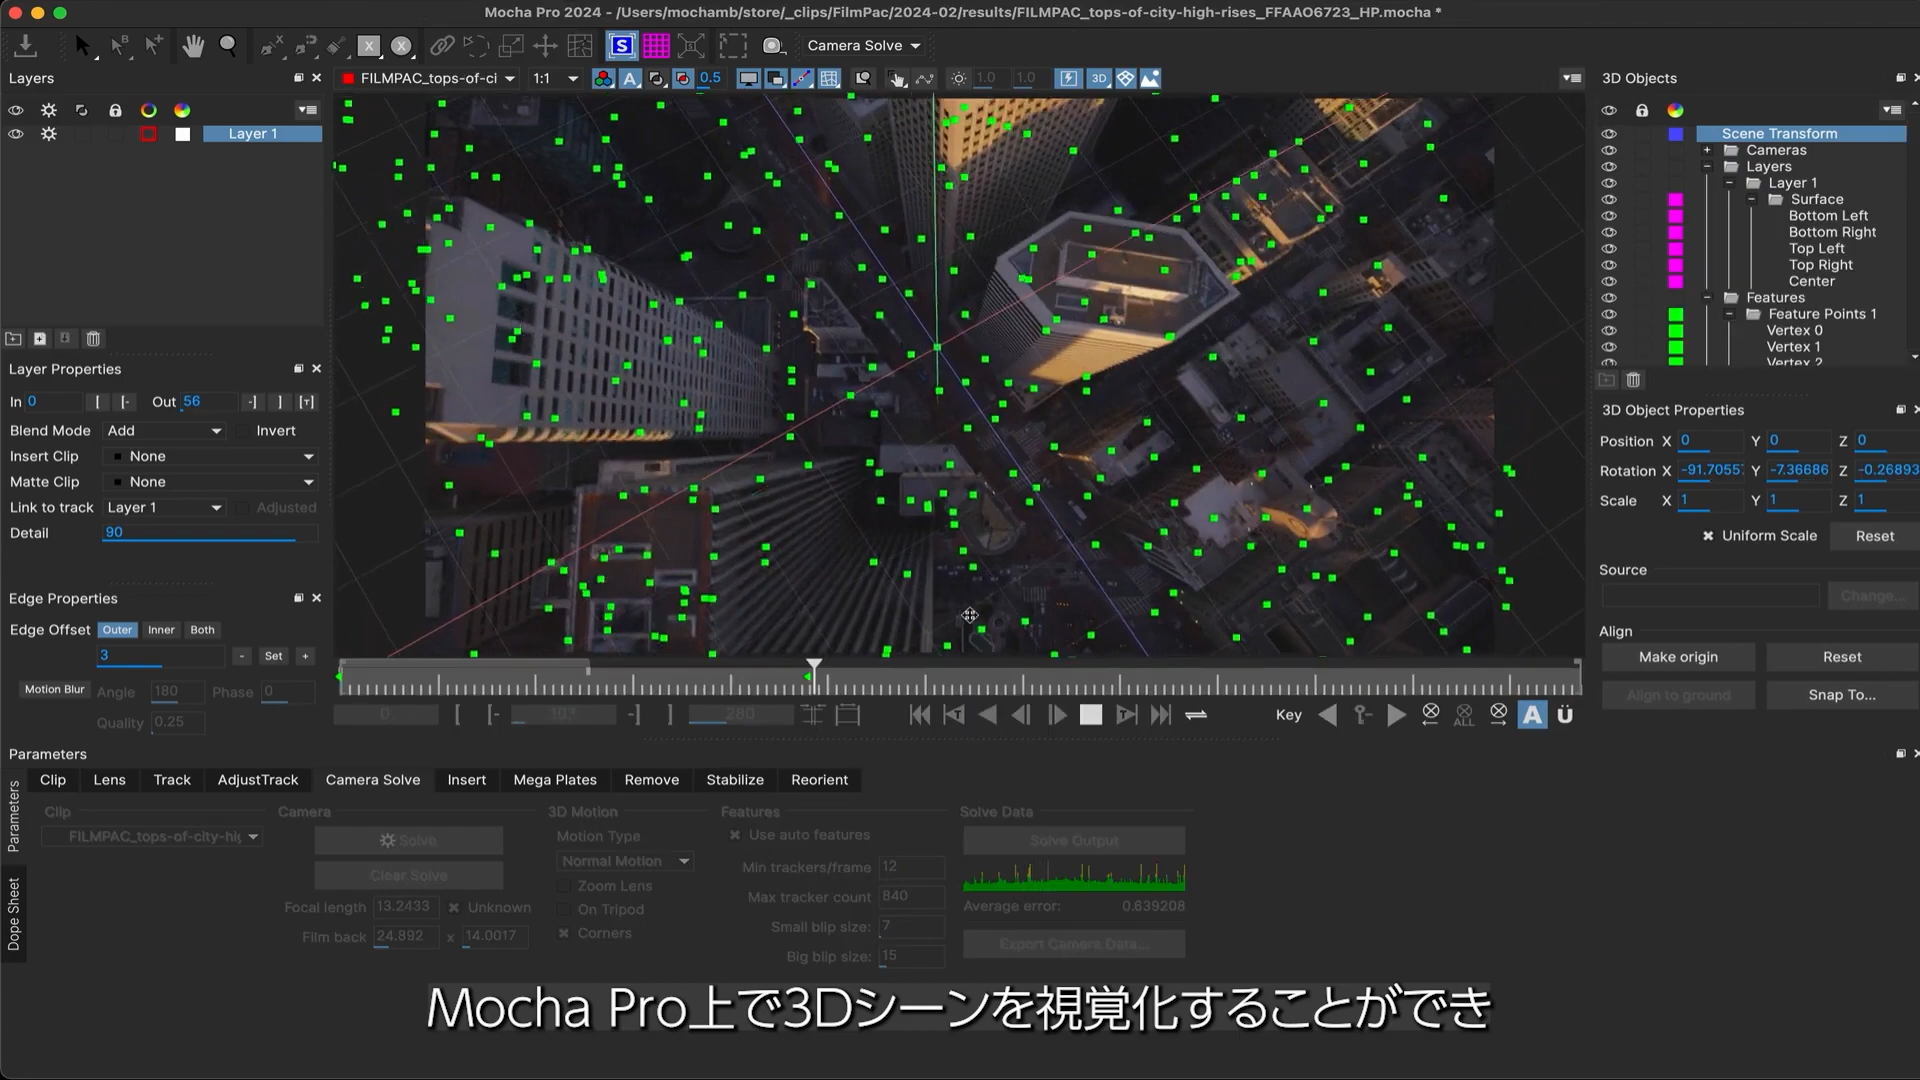 Mocha Pro 2024 - /Users/mochamb/store/_clips/FilmPac/2024-02/results/FILMPAC_tops-of-city-high-rises_FFAAO6723_HP.mocha *
Camera Solve
Layers
FILMPAC_tops-of-ci
1:1
A
0.5
1.0
1.0
3D
3D Objects
Layer 1
Scene Transform
Cameras
Layers
Layer 1
Surface
Bottom Left
Bottom Right
Top Left
Top Right
Center
Features
Feature Points 1
Vertex 0
Vertex 1
Vertex 2
Layer Properties
In 0 [ [- Out 56 -] ] [T]
Blend Mode Add Invert
Insert Clip None
Matte Clip None
Link to track Layer 1 Adjusted
Detail 90
3D Object Properties
Position X 0 Y 0 Z 0
Rotation X -91.7055 Y -7.36686 Z -0.26893
Scale X 1 Y 1 Z 1
Uniform Scale Reset
Source
Change...
Align
Make origin Reset
Align to ground Snap To...
Edge Properties
Edge Offset Outer Inner Both
3 - Set +
Motion Blur Angle 180 Phase 0
Quality 0.25
0 [ [- -] ] 280
Key ALL A Ü
Parameters
Clip Lens Track AdjustTrack Camera Solve Insert Mega Plates Remove Stabilize Reorient
Parameters
Dope Sheet
Clip
FILMPAC_tops-of-city-hig
Camera
Solve
Clear Solve
Focal length 13.2433 Unknown
Film back 24.892 x 14.0017
3D Motion
Motion Type
Normal Motion
Zoom Lens
On Tripod
Corners
Features
Use auto features
Min trackers/frame 12
Max tracker count 840
Small blip size: 7
Big blip size: 15
Solve Data
Solve Output
Average error: 0.639208
Export Camera Data...
Mocha Pro上で3Dシーンを視覚化することができ